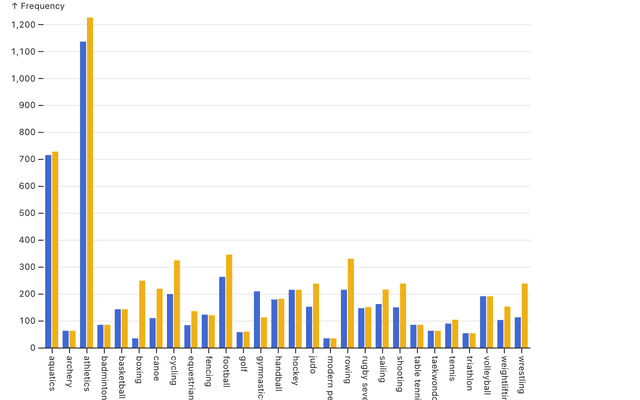 ↑ Frequency
1,200
1,100
1,000
900
800
700
600
500
400
300
200
100
0
aquatics
archery
athletics
badminton
basketball
boxing
canoe
cycling
equestrian
fencing
football
golf
gymnastic
handball
hockey
judo
modern pe
rowing
rugby seve
sailing
shooting
table tenni
taekwondo
tennis
triathlon
volleyball
weightliftin
wrestling